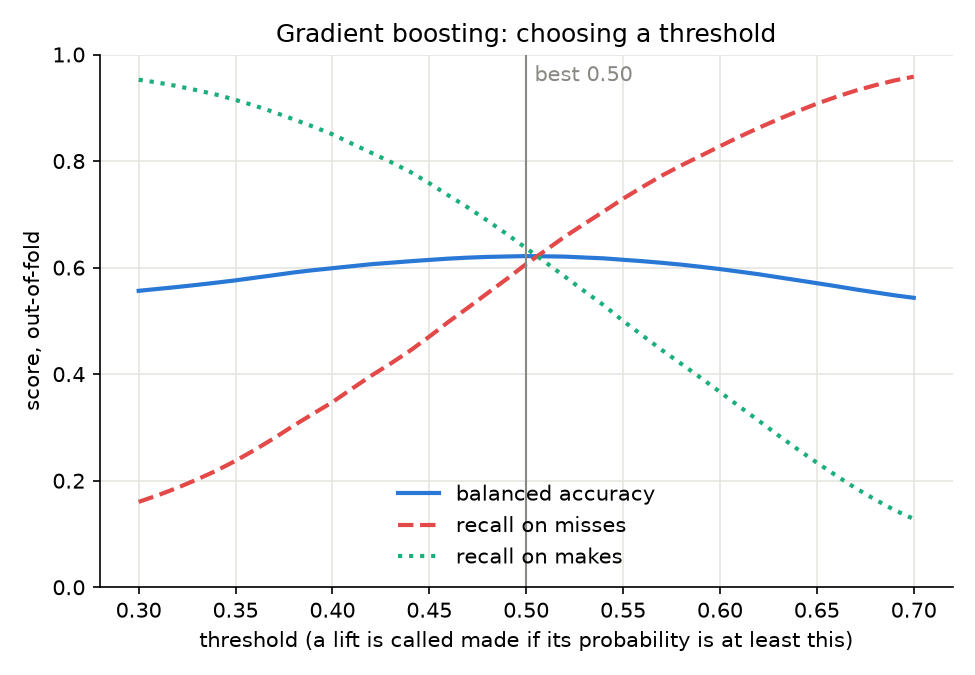 Gradient boosting: choosing a threshold
1.0
0.8
0.6
0.4
0.2
0.0
score, out-of-fold
best 0.50
balanced accuracy
recall on misses
recall on makes
0.30 0.35 0.40 0.45 0.50 0.55 0.60 0.65 0.70
threshold (a lift is called made if its probability is at least this)